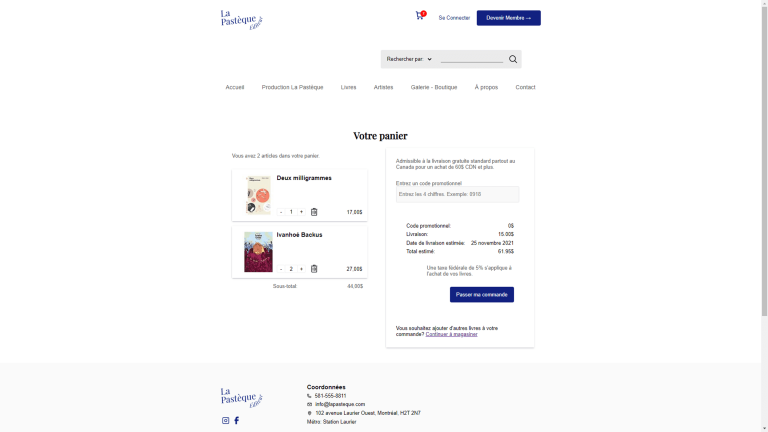 La
Pastèque
Éditeur
2
Se Connecter
Devenir Membre →
Rechercher par:
Accueil
Production La Pastèque
Livres
Artistes
Galerie - Boutique
À propos
Contact
Votre panier
Vous avez 2 articles dans votre panier.
Deux milligrammes
- 1 +
17,00$
Ivanhoé Backus
- 2 +
27,00$
Sous-total:
44,00$
Admissible à la livraison gratuite standard partout au
Canada pour un achat de 60$ CDN et plus.
Entrez un code promotionnel
Entrez les 4 chiffres. Exemple: 0918
Code promotionnel: 0$
Livraison: 15.00$
Date de livraison estimée: 25 novembre 2021
Total estimé: 61.95$
Une taxe fédérale de 5% s'applique à
l'achat de vos livres.
Passer ma commande
Vous souhaitez ajouter d'autres livres à votre
commande? Continuer à magasiner
La
Pastèque
Éditeur
Coordonnées
581-555-8811
info@lapasteque.com
102 avenue Laurier Ouest, Montréal, H2T 2N7
Métro: Station Laurier